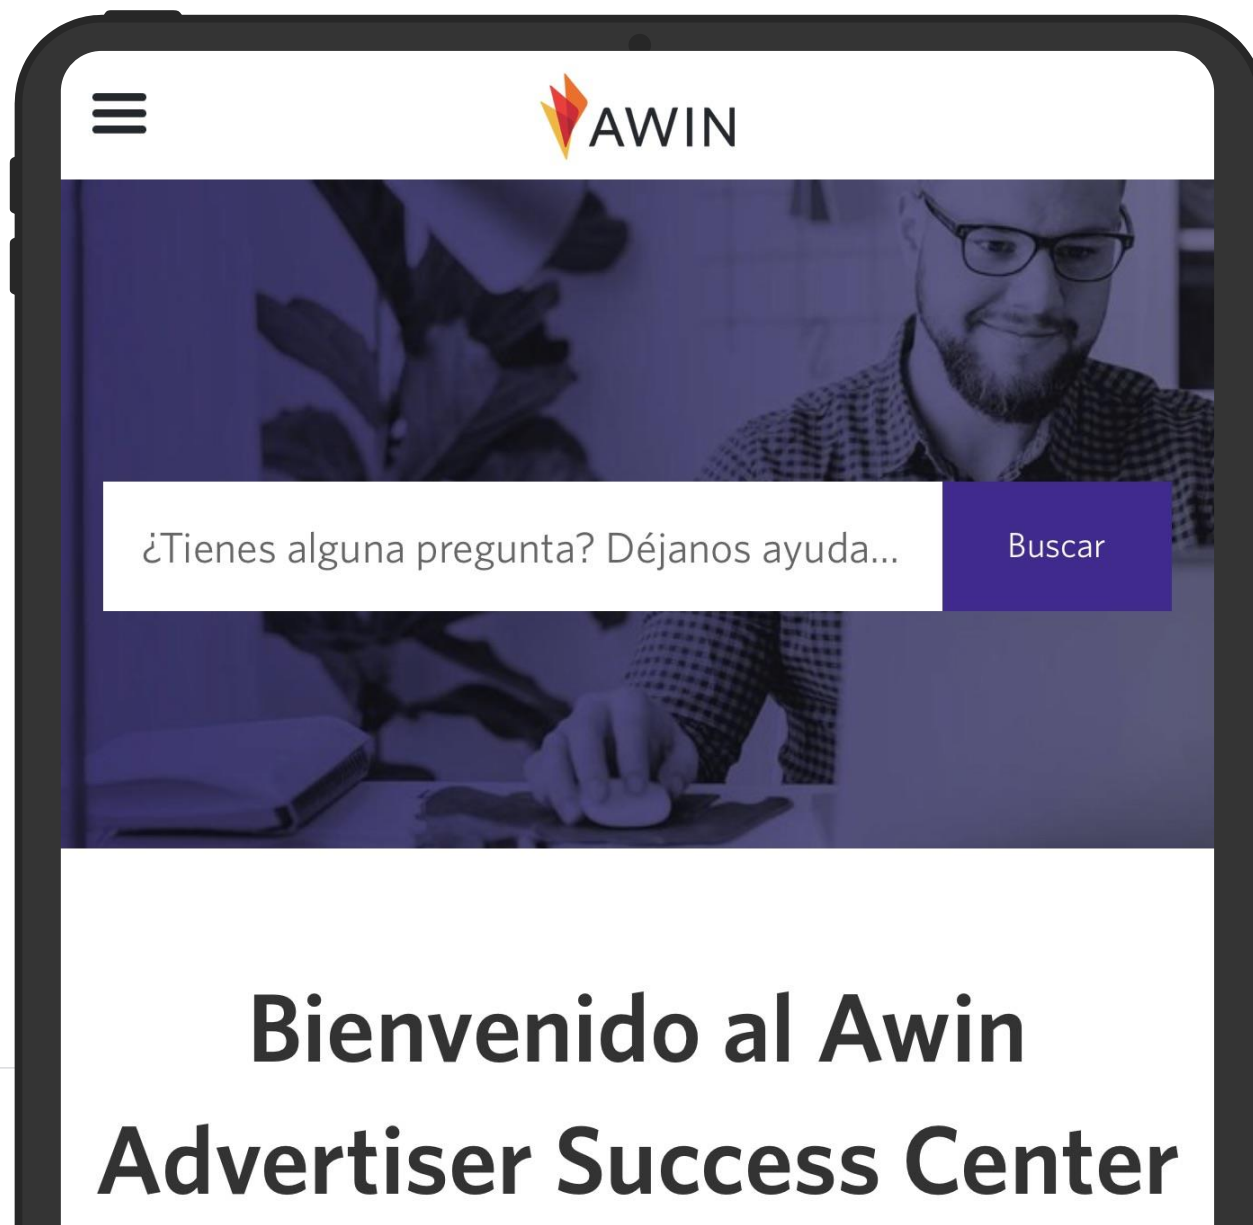 AWIN
¿Tienes alguna pregunta? Déjanos ayuda...
Buscar
Bienvenido al Awin
Advertiser Success Center